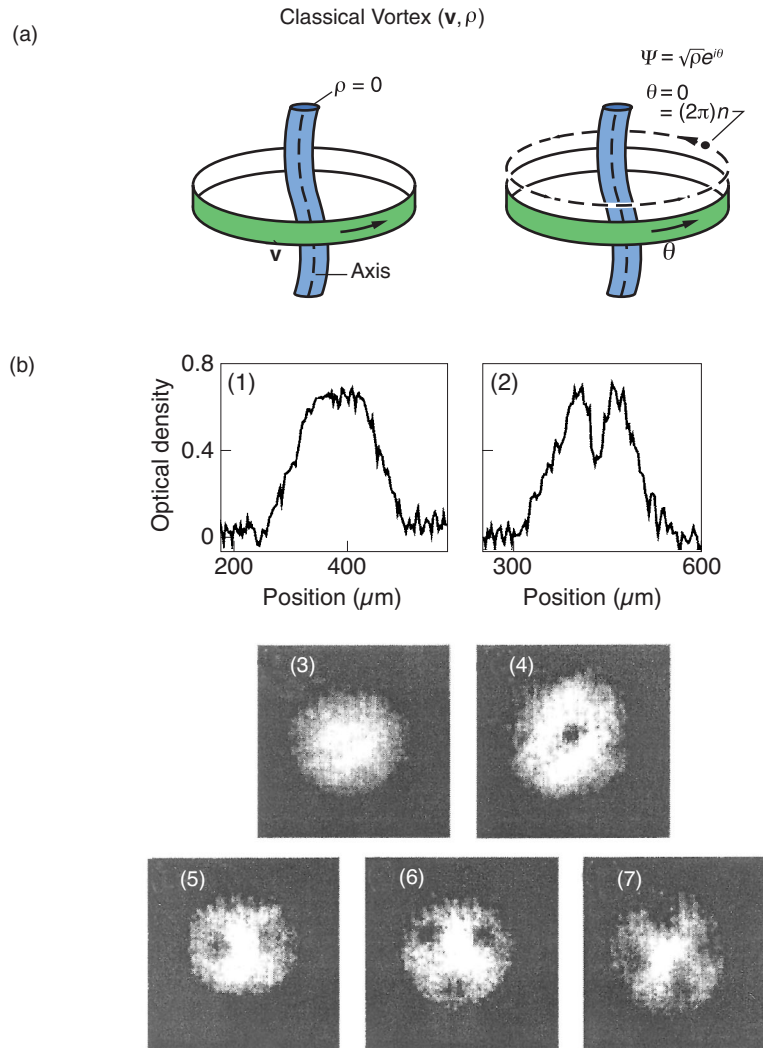 (a)
Classical Vortex (v, ρ)
ρ = 0
v
Axis
Ψ = √ρe^{iθ}
θ = 0
= (2π)n
θ
(b)
Optical density
0.8
0.4
0
(1)
200
400
Position (µm)
(2)
300
600
Position (µm)
(3)
(4)
(5)
(6)
(7)